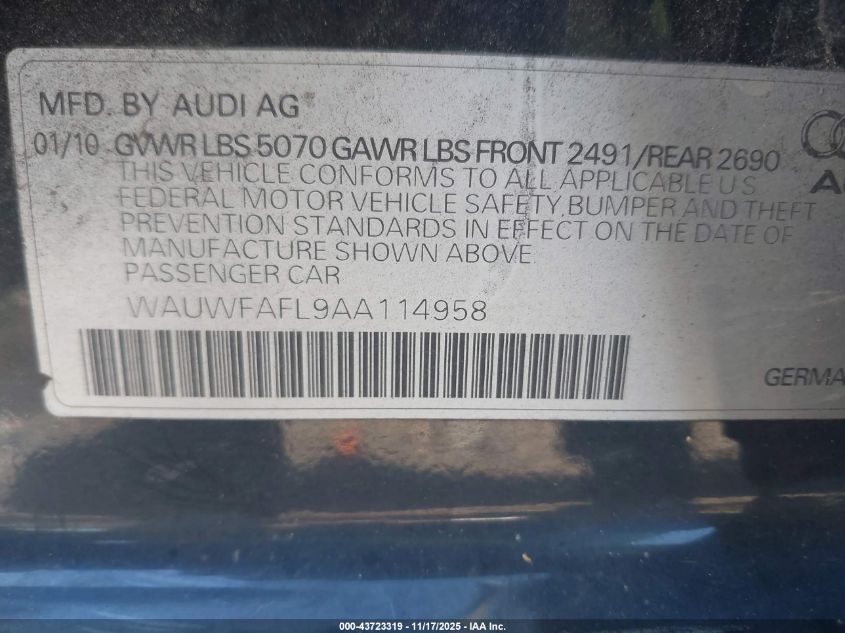 MFD. BY AUDI AG
01/10 GVWR LBS 5070 GAWR LBS FRONT 2491/REAR 2690
THIS VEHICLE CONFORMS TO ALL APPLICABLE U S
FEDERAL MOTOR VEHICLE SAFETY, BUMPER AND THEFT
PREVENTION STANDARDS IN EFFECT ON THE DATE OF
MANUFACTURE SHOWN ABOVE
PASSENGER CAR
WAUWFAFL9AA114958
000-43723319 - 11/17/2025 - IAA Inc.